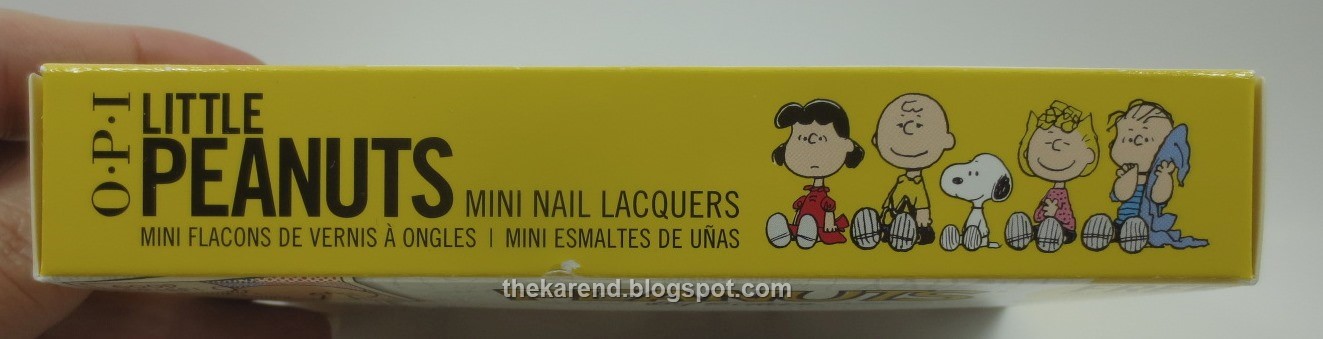 O·P·I
LITTLE
PEANUTS
MINI NAIL LACQUERS
MINI FLACONS DE VERNIS À ONGLES | MINI ESMALTES DE UÑAS
thekarend.blogspot.com